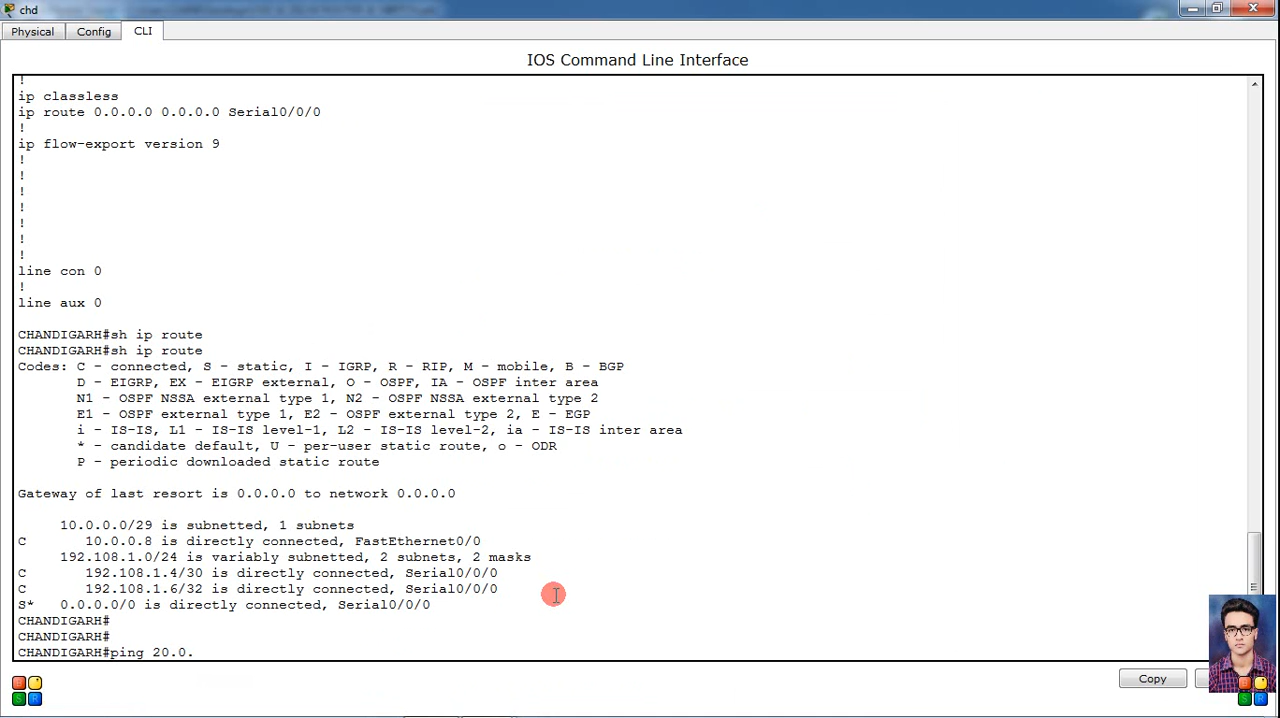 chd
Physical Config CLI
IOS Command Line Interface
!
ip classless
ip route 0.0.0.0 0.0.0.0 Serial0/0/0
!
ip flow-export version 9
!
!
!
!
!
!
!
line con 0
!
line aux 0
CHANDIGARH#sh ip route
CHANDIGARH#sh ip route
Codes: C - connected, S - static, I - IGRP, R - RIP, M - mobile, B - BGP
D - EIGRP, EX - EIGRP external, O - OSPF, IA - OSPF inter area
N1 - OSPF NSSA external type 1, N2 - OSPF NSSA external type 2
E1 - OSPF external type 1, E2 - OSPF external type 2, E - EGP
i - IS-IS, L1 - IS-IS level-1, L2 - IS-IS level-2, ia - IS-IS inter area
* - candidate default, U - per-user static route, o - ODR
P - periodic downloaded static route
Gateway of last resort is 0.0.0.0 to network 0.0.0.0
10.0.0.0/29 is subnetted, 1 subnets
C 10.0.0.8 is directly connected, FastEthernet0/0
192.108.1.0/24 is variably subnetted, 2 subnets, 2 masks
C 192.108.1.4/30 is directly connected, Serial0/0/0
C 192.108.1.6/32 is directly connected, Serial0/0/0
S* 0.0.0.0/0 is directly connected, Serial0/0/0
CHANDIGARH#
CHANDIGARH#
CHANDIGARH#ping 20.0.
Copy